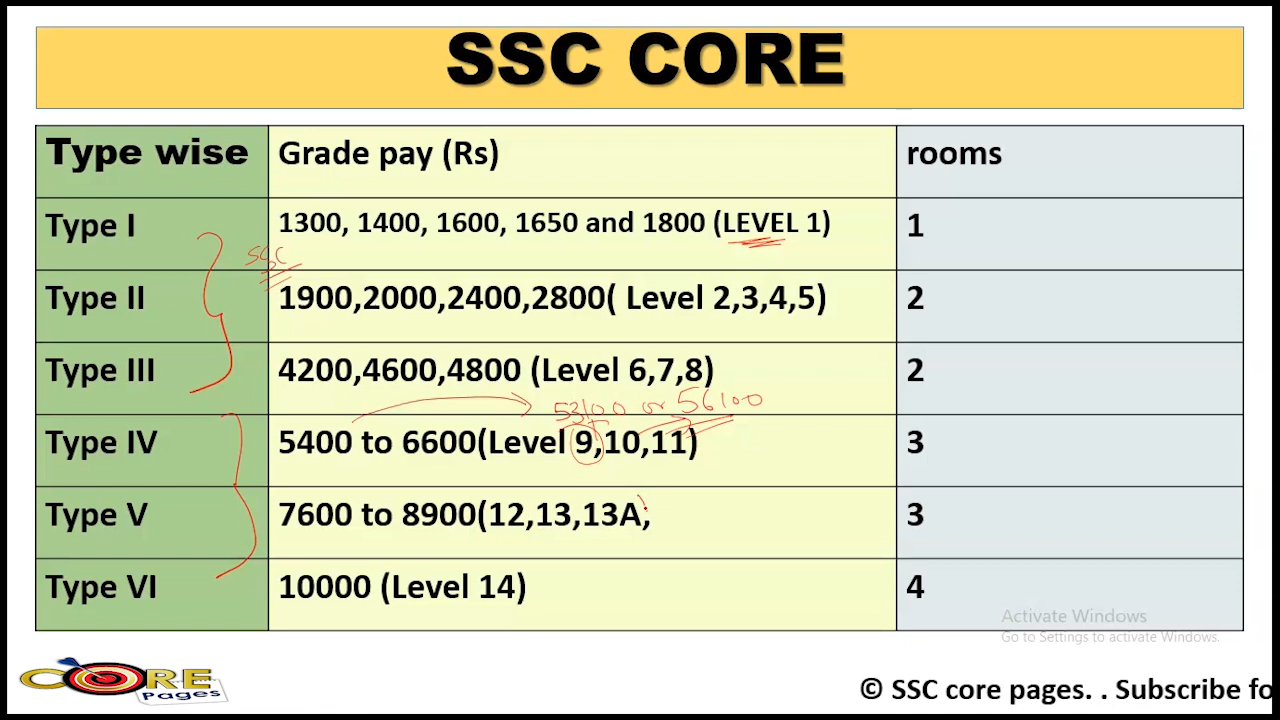 SSC CORE
Type wise Grade pay (Rs) rooms
Type I 1300, 1400, 1600, 1650 and 1800 (LEVEL 1) 1
SSC
Type II 1900,2000,2400,2800( Level 2,3,4,5) 2
Type III 4200,4600,4800 (Level 6,7,8) 2
53100 or 56100
Type IV 5400 to 6600(Level 9,10,11) 3
Type V 7600 to 8900(12,13,13A, 3
Type VI 10000 (Level 14) 4
Activate Windows
Go to Settings to activate Windows.
CORE
Pages
© SSC core pages. . Subscribe fo